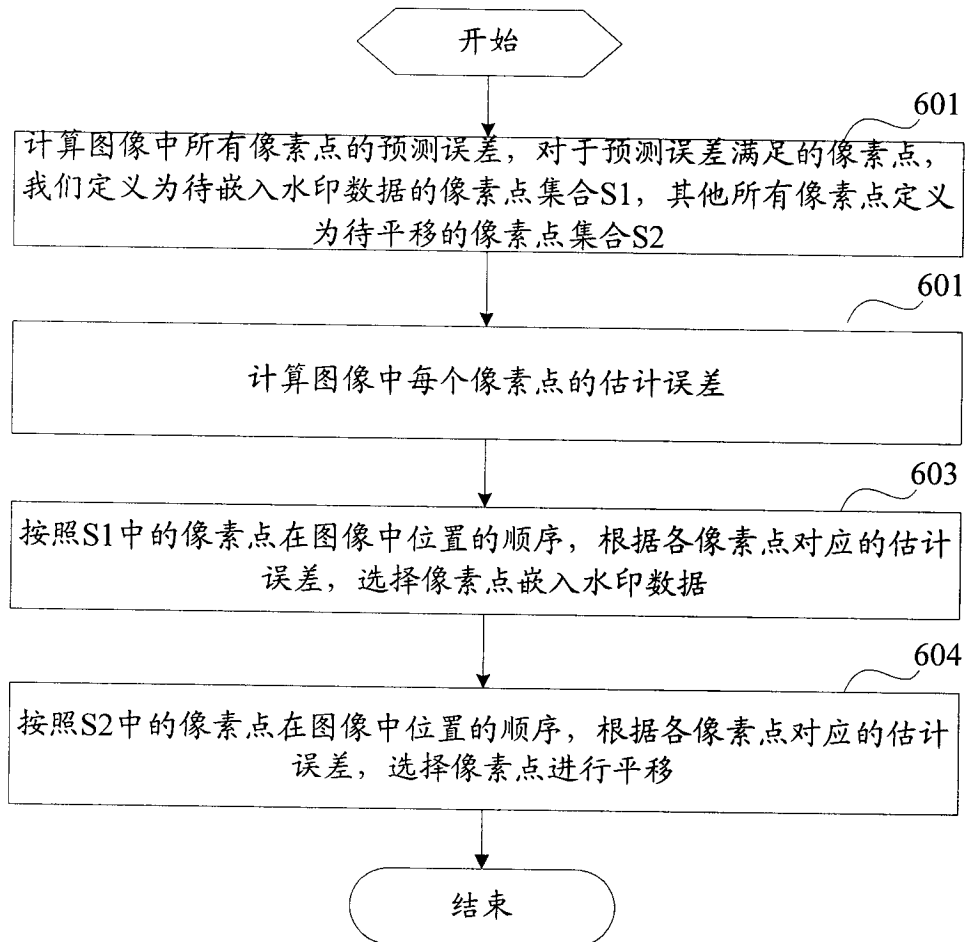 开始
601
计算图像中所有像素点的预测误差，对于预测误差满足的像素点，
我们定义为待嵌入水印数据的像素点集合S1，其他所有像素点定义
为待平移的像素点集合S2
601
计算图像中每个像素点的估计误差
603
按照S1中的像素点在图像中位置的顺序，根据各像素点对应的估计
误差，选择像素点嵌入水印数据
604
按照S2中的像素点在图像中位置的顺序，根据各像素点对应的估计
误差，选择像素点进行平移
结束